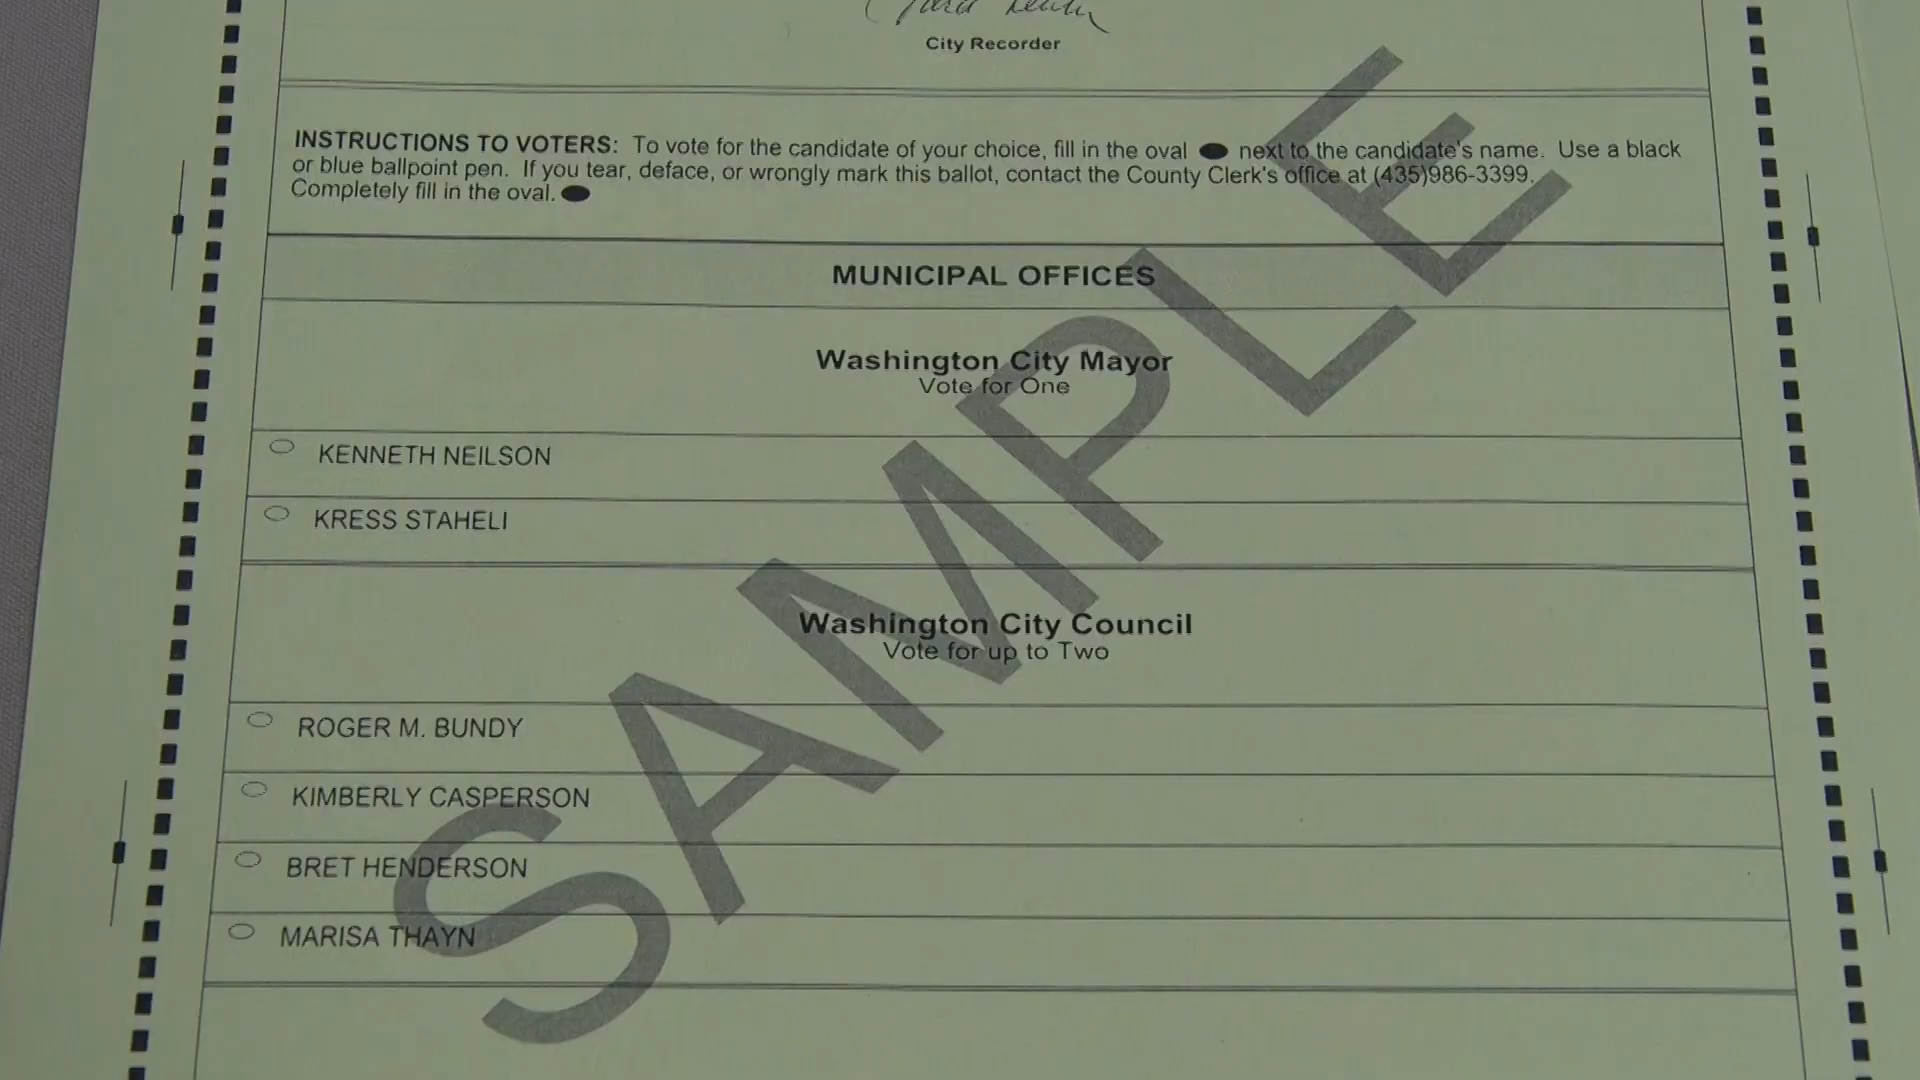 City Recorder
INSTRUCTIONS TO VOTERS: To vote for the candidate of your choice, fill in the oval next to the candidate's name. Use a black
or blue ballpoint pen. If you tear, deface, or wrongly mark this ballot, contact the County Clerk's office at (435)986-3399.
Completely fill in the oval.
MUNICIPAL OFFICES
Washington City Mayor
Vote for One
KENNETH NEILSON
KRESS STAHELI
Washington City Council
Vote for up to Two
ROGER M. BUNDY
KIMBERLY CASPERSON
BRET HENDERSON
MARISA THAYN
SAMPLE